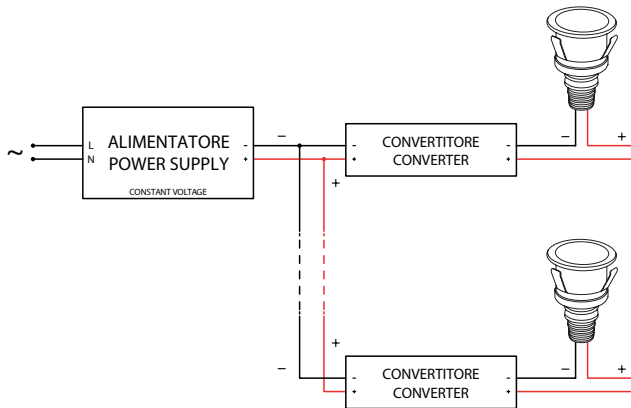 ~
L
N
ALIMENTATORE
POWER SUPPLY
CONSTANT VOLTAGE
-
+
–
+
-
+
CONVERTITORE
CONVERTER
-
+
–
+
+
–
-
+
CONVERTITORE
CONVERTER
-
+
–
+